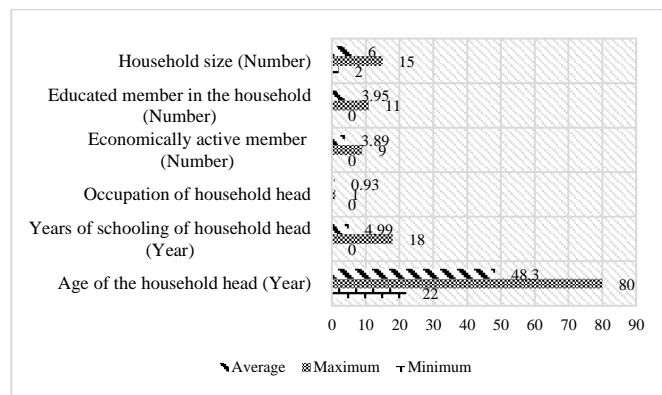 Household size (Number)
6
15
2
Educated member in the household
(Number)
3.95
11
0
Economically active member
(Number)
3.89
9
0
Occupation of household head
0.93
1
0
Years of schooling of household head
(Year)
4.99
18
0
Age of the household head (Year)
48.3
80
22
0 10 20 30 40 50 60 70 80 90
Average Maximum Minimum